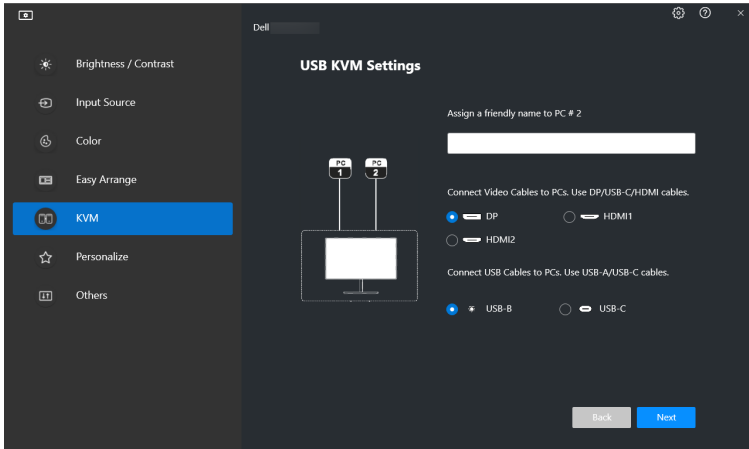 Dell
Brightness / Contrast
Input Source
Color
Easy Arrange
KVM
Personalize
Others
USB KVM Settings
PC 1
PC 2
Assign a friendly name to PC # 2
Connect Video Cables to PCs. Use DP/USB-C/HDMI cables.
DP
HDMI1
HDMI2
Connect USB Cables to PCs. Use USB-A/USB-C cables.
USB-B
USB-C
Back
Next